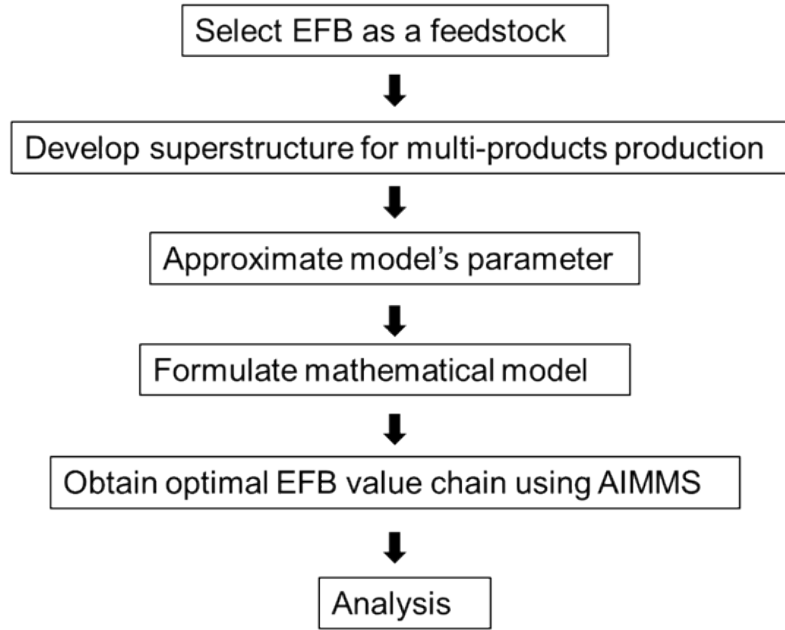 Select EFB as a feedstock
Develop superstructure for multi-products production
Approximate model’s parameter
Formulate mathematical model
Obtain optimal EFB value chain using AIMMS
Analysis